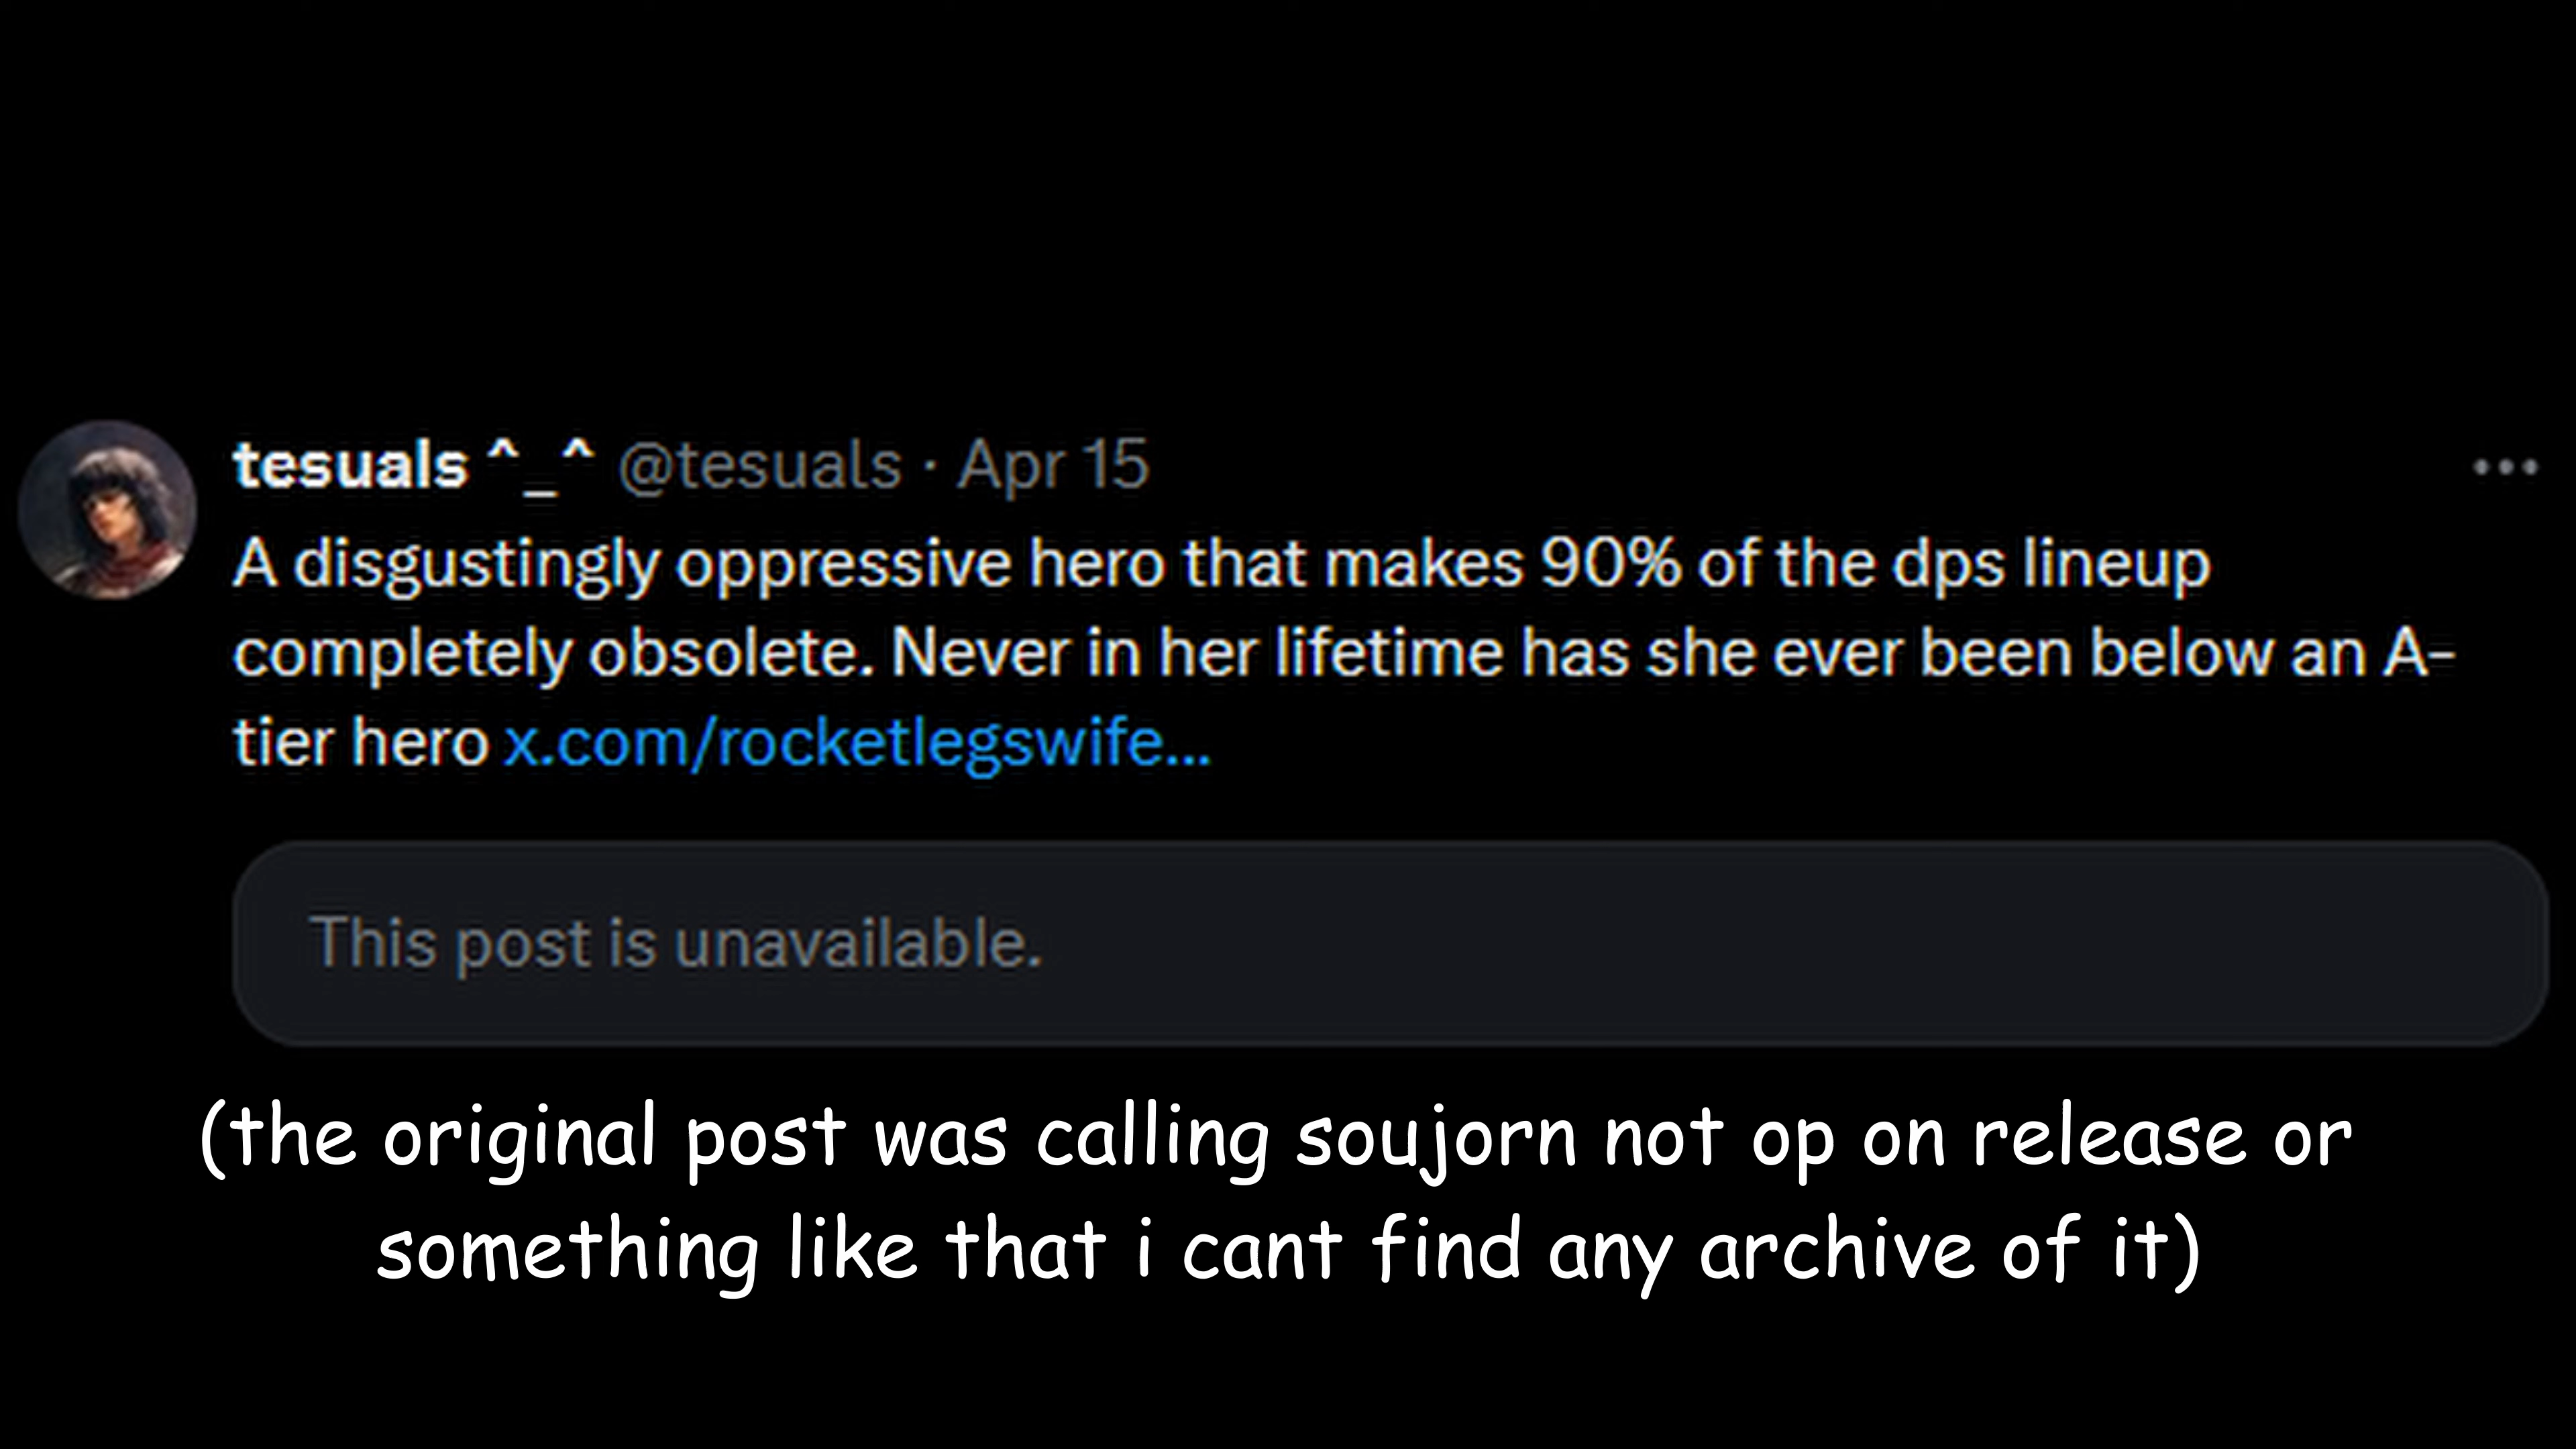 tesuals ^_^ @tesuals · Apr 15
A disgustingly oppressive hero that makes 90% of the dps lineup
completely obsolete. Never in her lifetime has she ever been below an A-
tier hero x.com/rocketlegswife...
This post is unavailable.
(the original post was calling soujorn not op on release or
something like that i cant find any archive of it)